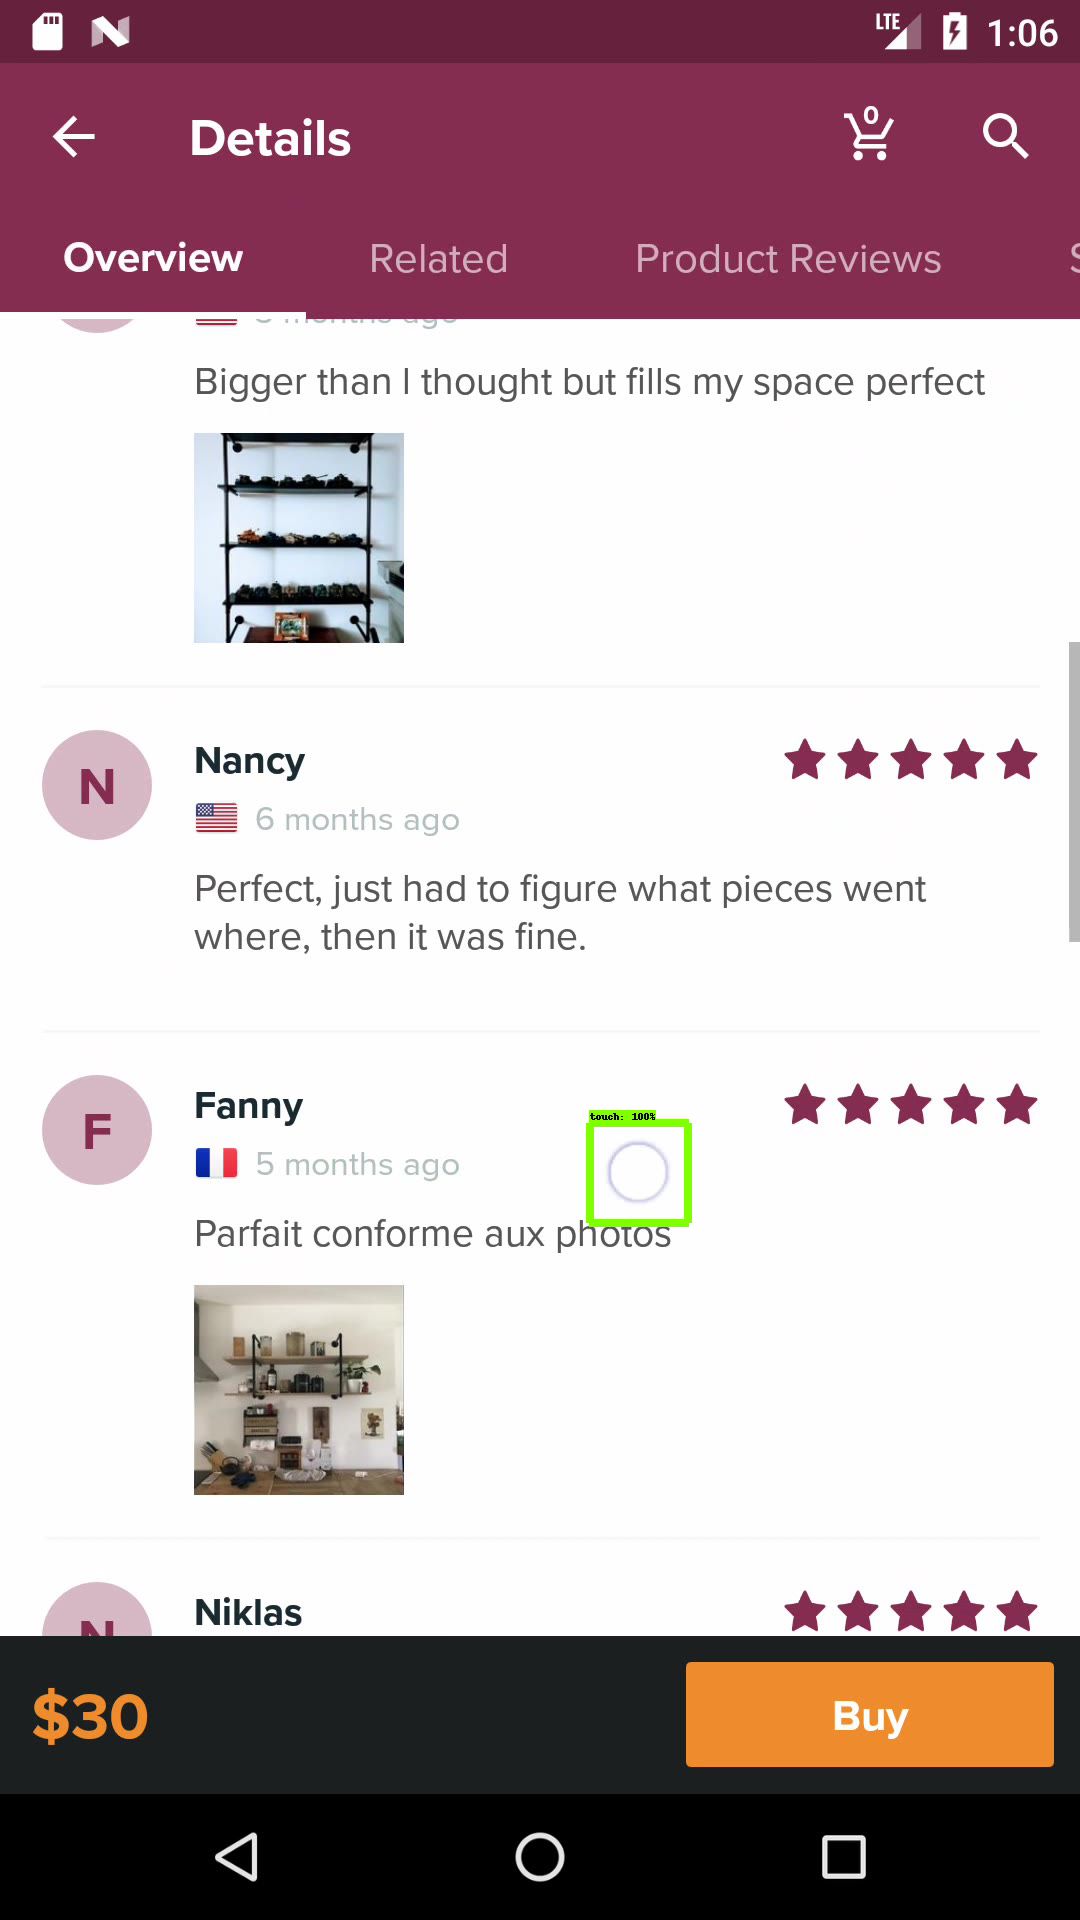 LTE 1:06
Details
0
Overview Related Product Reviews S
Bigger than I thought but fills my space perfect
N
Nancy
6 months ago
Perfect, just had to figure what pieces went
where, then it was fine.
F
Fanny
touch: 100%
5 months ago
Parfait conforme aux photos
N
Niklas
$30
Buy